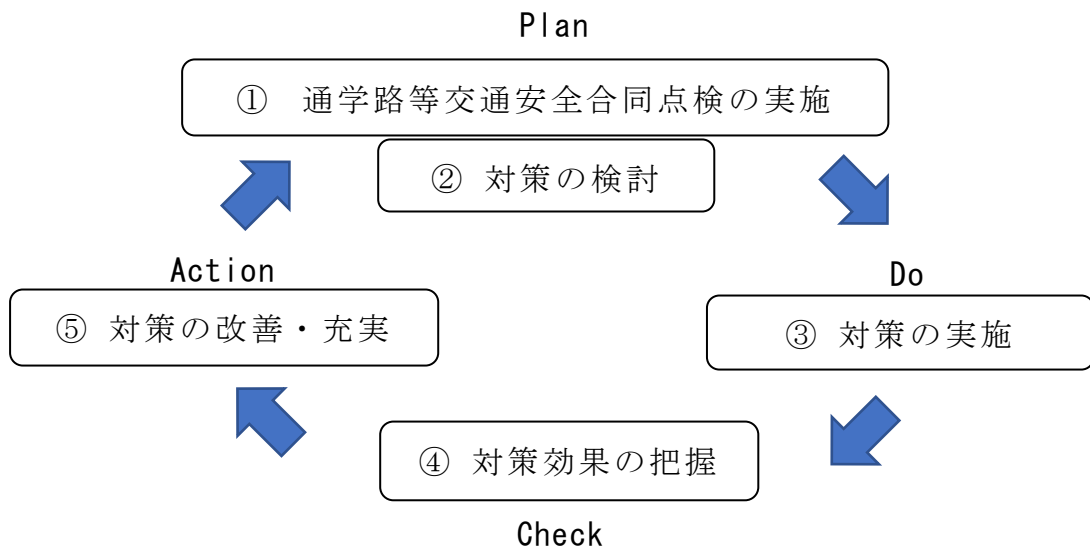 Plan
① 通学路等交通安全合同点検の実施
② 対策の検討
Action
Do
⑤ 対策の改善・充実
③ 対策の実施
④ 対策効果の把握
Check